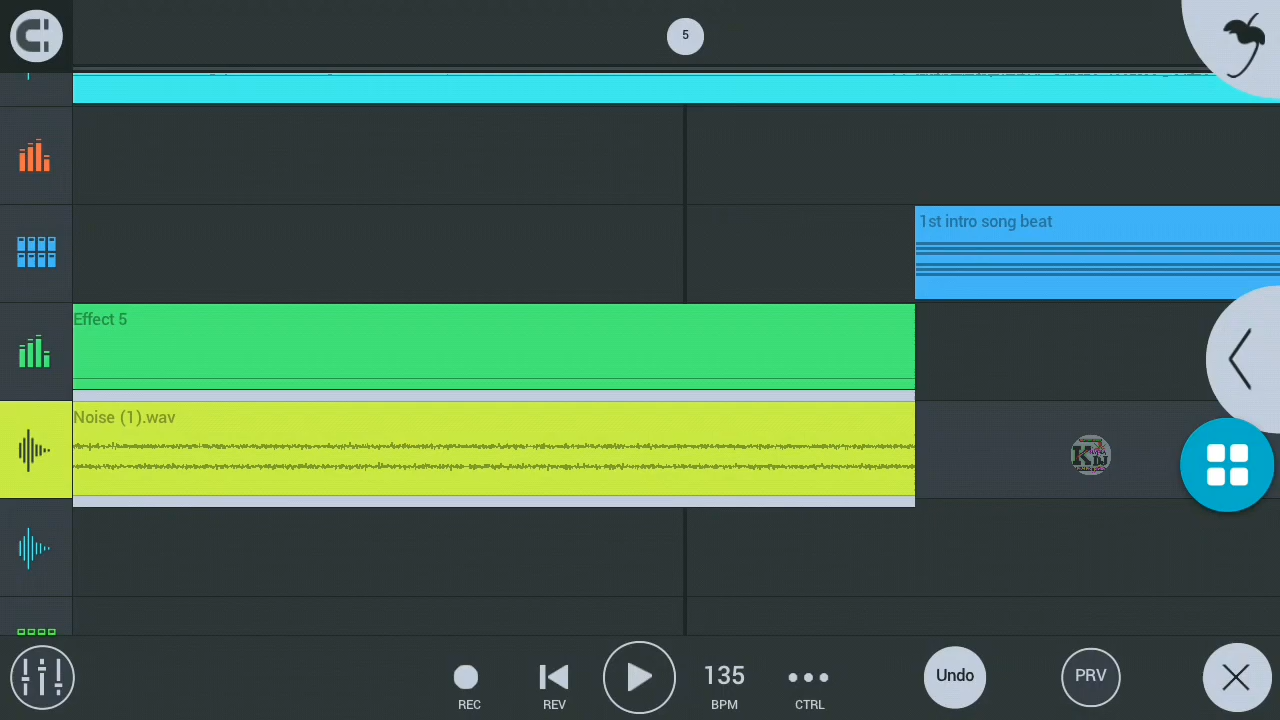 5
1st intro song beat
Effect 5
Noise (1).wav
135
Undo
PRV
REC
REV
BPM
CTRL